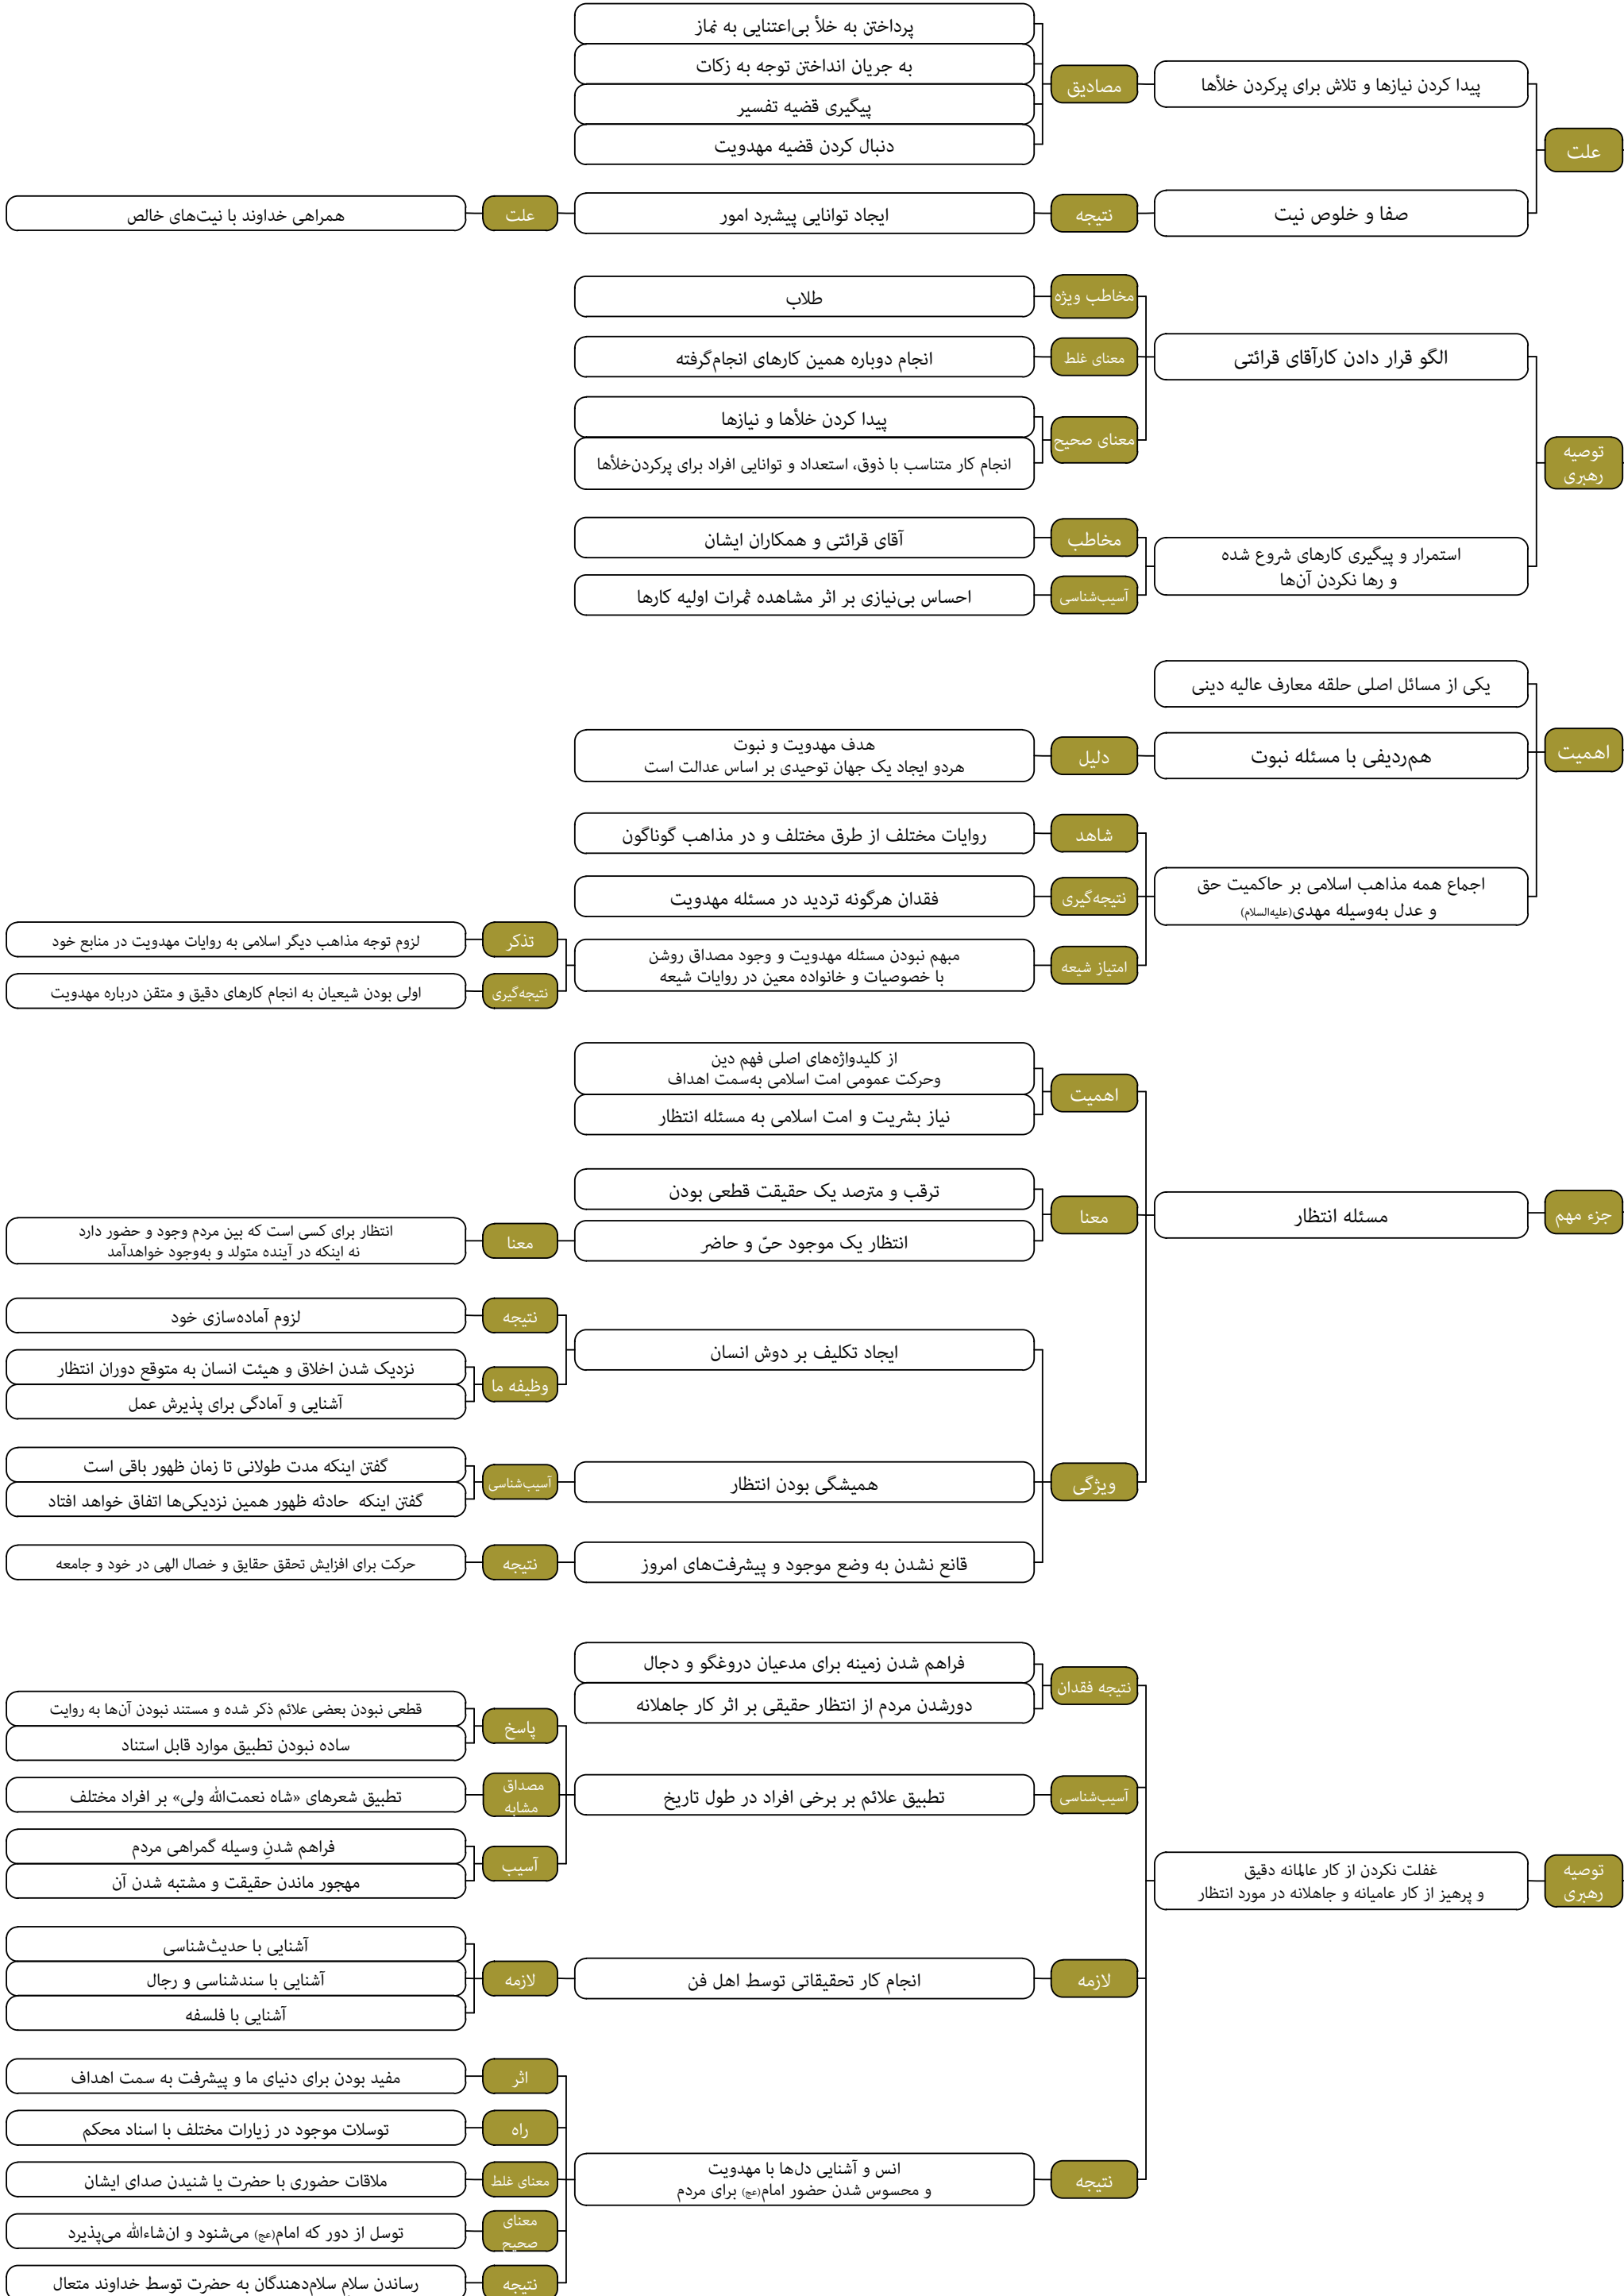 علت
پیدا کردن نیازها و تلاش برای پرکردن خلأها
مصادیق
پرداختن به خلأ بی‌اعتنایی به نماز
به جریان انداختن توجه به زکات
پیگیری قضیه تفسیر
دنبال کردن قضیه مهدویت
صفا و خلوص نیت
نتیجه
ایجاد توانایی پیشبرد امور
علت
همراهی خداوند با نیت‌های خالص
توصیه
رهبری
الگو قرار دادن کارآقای قرائتی
مخاطب ویژه
طلاب
معنای غلط
انجام دوباره همین کارهای انجام‌گرفته
معنای صحیح
پیدا کردن خلأها و نیازها
انجام کار متناسب با ذوق، استعداد و توانایی افراد برای پرکردن‌خلأها
استمرار و پیگیری کارهای شروع شده
و رها نکردن آن‌ها
مخاطب
آقای قرائتی و همکاران ایشان
آسیب‌شناسی
احساس بی‌نیازی بر اثر مشاهده ثمرات اولیه کارها
اهمیت
یکی از مسائل اصلی حلقه معارف عالیه دینی
هم‌ردیفی با مسئله نبوت
دلیل
هدف مهدویت و نبوت
هردو ایجاد یک جهان توحیدی بر اساس عدالت است
اجماع همه مذاهب اسلامی بر حاکمیت حق
و عدل به‌وسیله مهدی(علیه‌السلام)
شاهد
روایات مختلف از طرق مختلف و در مذاهب گوناگون
نتیجه‌گیری
فقدان هرگونه تردید در مسئله مهدویت
امتیاز شیعه
مبهم نبودن مسئله مهدویت و وجود مصداق روشن
با خصوصیات و خانواده معین در روایات شیعه
تذکر
لزوم توجه مذاهب دیگر اسلامی به روایات مهدویت در منابع خود
نتیجه‌گیری
اولی بودن شیعیان به انجام کارهای دقیق و متقن درباره مهدویت
جزء مهم
مسئله انتظار
اهمیت
از کلیدواژه‌های اصلی فهم دین
وحرکت عمومی امت اسلامی به‌سمت اهداف
نیاز بشریت و امت اسلامی به مسئله انتظار
معنا
ترقب و مترصد یک حقیقت قطعی بودن
انتظار یک موجود حیّ و حاضر
معنا
انتظار برای کسی است که بین مردم وجود و حضور دارد
نه اینکه در آینده متولد و به‌وجود خواهدآمد
ویژگی
ایجاد تکلیف بر دوش انسان
نتیجه
لزوم آماده‌سازی خود
وظیفه ما
نزدیک شدن اخلاق و هیئت انسان به متوقع دوران انتظار
آشنایی و آمادگی برای پذیرش عمل
همیشگی بودن انتظار
آسیب‌شناسی
گفتن اینکه مدت طولانی تا زمان ظهور باقی است
گفتن اینکه حادثه ظهور همین نزدیکی‌ها اتفاق خواهد افتاد
قانع نشدن به وضع موجود و پیشرفت‌های امروز
نتیجه
حرکت برای افزایش تحقق حقایق و خصال الهی در خود و جامعه
توصیه
رهبری
غفلت نکردن از کار عالمانه دقیق
و پرهیز از کار عامیانه و جاهلانه در مورد انتظار
نتیجه فقدان
فراهم شدن زمینه برای مدعیان دروغگو و دجال
دورشدن مردم از انتظار حقیقی بر اثر کار جاهلانه
آسیب‌شناسی
تطبیق علائم بر برخی افراد در طول تاریخ
پاسخ
قطعی نبودن بعضی علائم ذکر شده و مستند نبودن آن‌ها به روایت
ساده نبودن تطبیق موارد قابل استناد
مصداق
مشابه
تطبیق شعرهای «شاه نعمت‌الله ولی» بر افراد مختلف
آسیب
فراهم شدنِ وسیله گمراهی مردم
مهجور ماندن حقیقت و مشتبه شدن آن
لازمه
انجام کار تحقیقاتی توسط اهل فن
لازمه
آشنایی با حدیث‌شناسی
آشنایی با سندشناسی و رجال
آشنایی با فلسفه
نتیجه
انس و آشنایی دل‌ها با مهدویت
و محسوس شدن حضور امام(عج) برای مردم
اثر
مفید بودن برای دنیای ما و پیشرفت به سمت اهداف
راه
توسلات موجود در زیارات مختلف با اسناد محکم
معنای غلط
ملاقات حضوری با حضرت یا شنیدن صدای ایشان
معنای
صحیح
توسل از دور که امام(عج) می‌شنود و ان‌شاءالله می‌پذیرد
نتیجه
رساندن سلام سلام‌دهندگان به حضرت توسط خداوند متعال